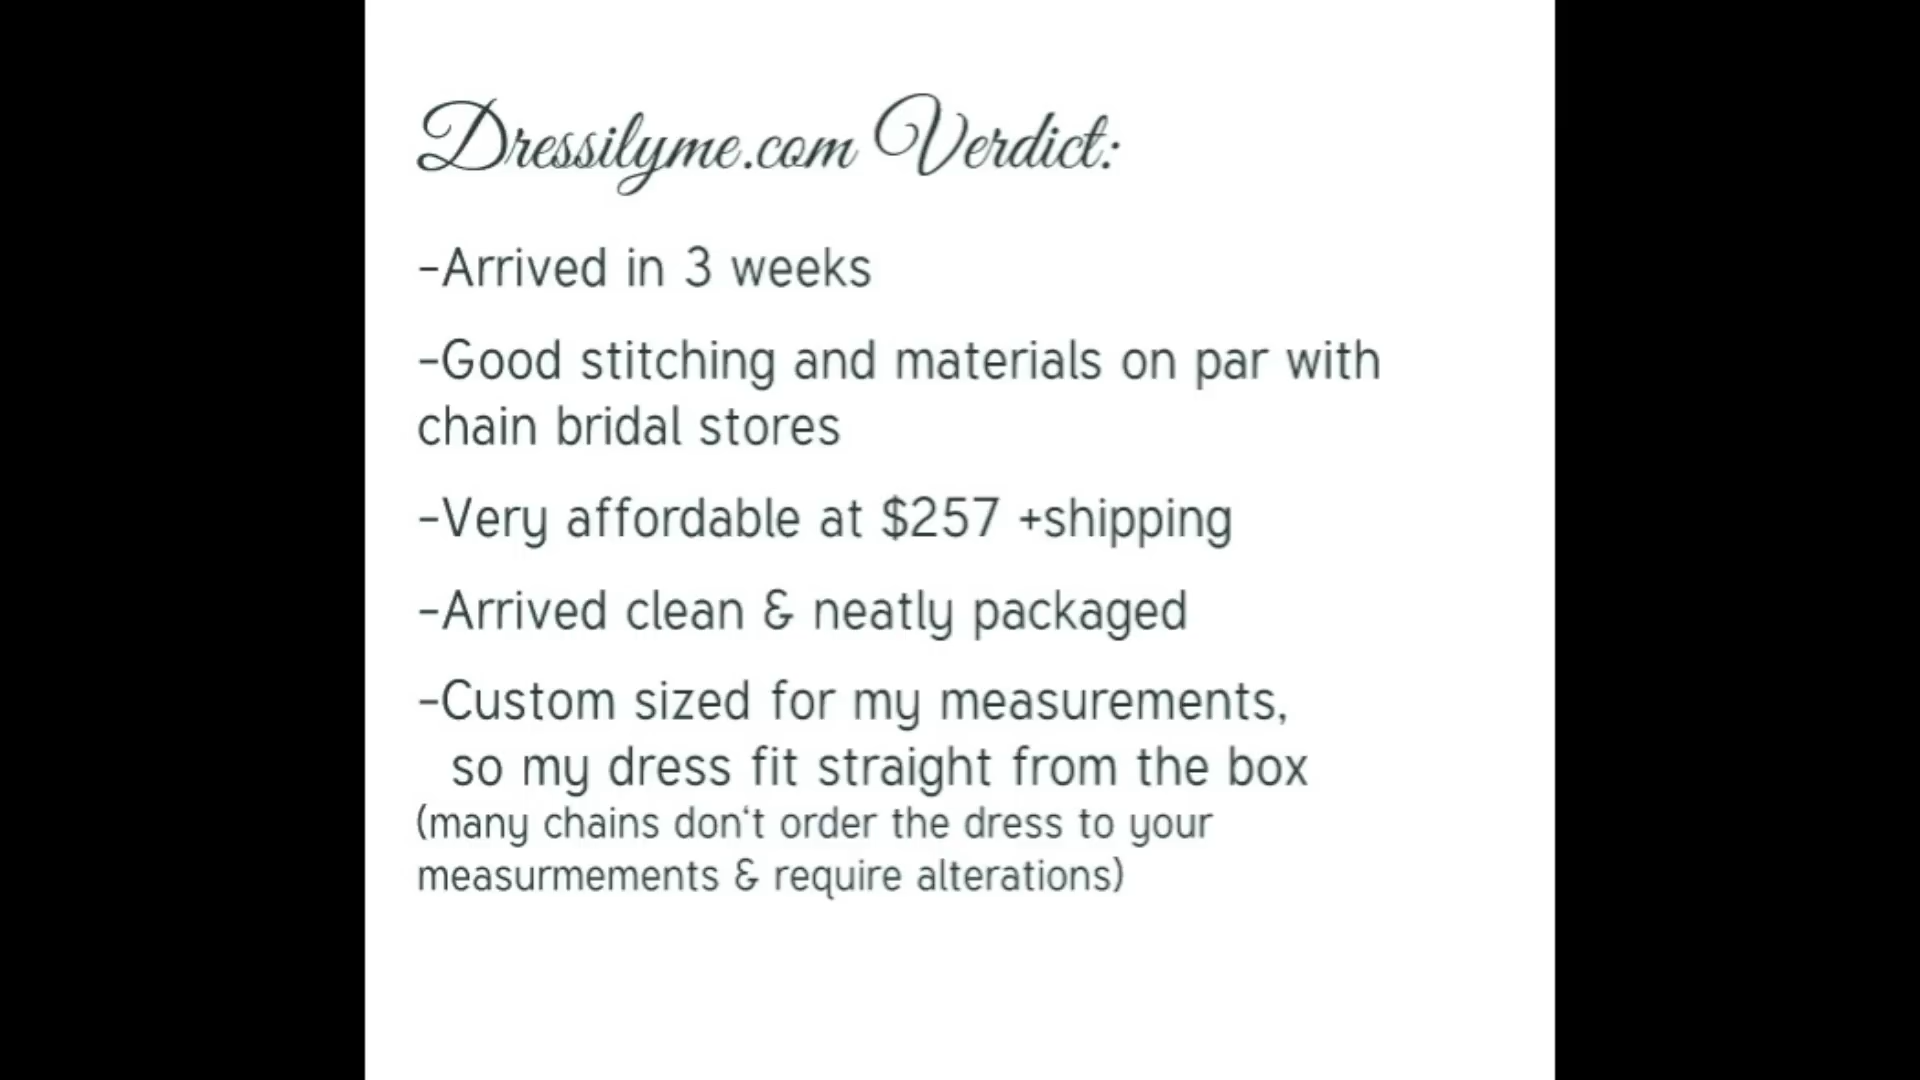 Dressilyme.com Verdict:
-Arrived in 3 weeks
-Good stitching and materials on par with
chain bridal stores
-Very affordable at $257 +shipping
-Arrived clean & neatly packaged
-Custom sized for my measurements,
so my dress fit straight from the box
(many chains don't order the dress to your
measurmements & require alterations)